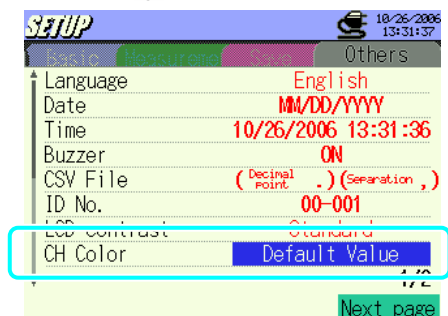 SETUP 10/26/2006
13:31:37
Basic Measurement Save Others
Language English
Date MM/DD/YYYY
Time 10/26/2006 13:31:36
Buzzer ON
CSV File ( Decimal Point . ) ( Separation , )
ID No. 00-001
LCD Contrast Standard
CH Color Default Value
1/2
Next page